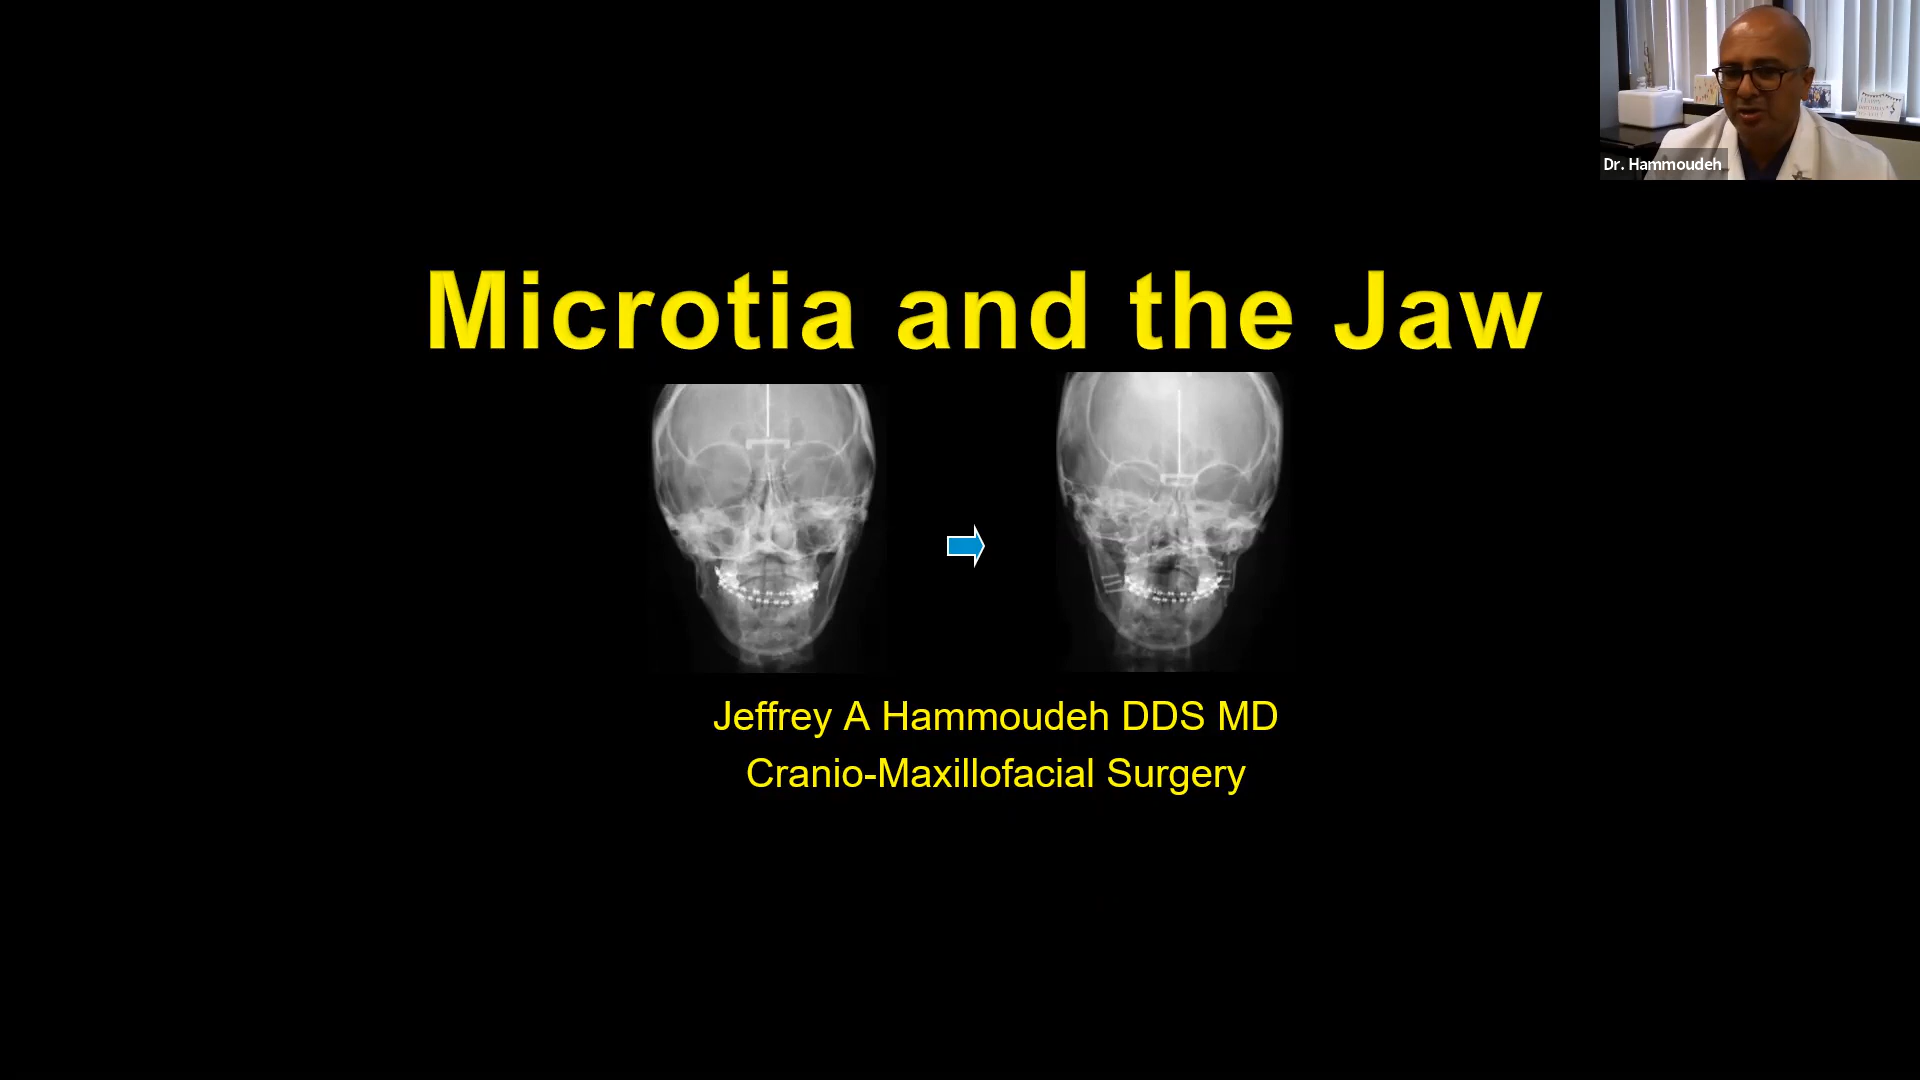 Dr. Hammoudeh
Microtia and the Jaw
Jeffrey A Hammoudeh DDS MD
Cranio-Maxillofacial Surgery